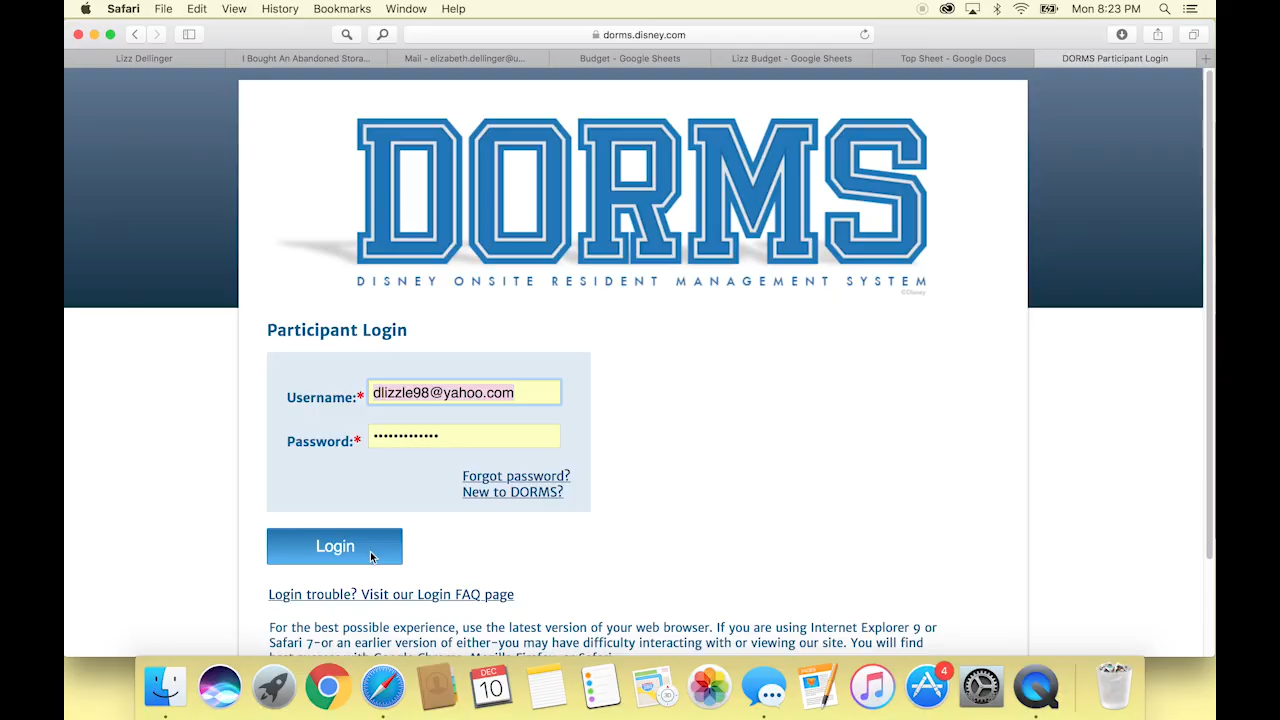 Safari File Edit View History Bookmarks Window Help Mon 8:23 PM
dorms.disney.com
Lizz Dellinger I Bought An Abandoned Stora... Mail - elizabeth.dellinger@u... Budget - Google Sheets Lizz Budget - Google Sheets Top Sheet - Google Docs DORMS Participant Login
DORMS
DISNEY ONSITE RESIDENT MANAGEMENT SYSTEM
©Disney
Participant Login
Username:* dlizzle98@yahoo.com
Password:* •••••••••••••
Forgot password?
New to DORMS?
Login
Login trouble? Visit our Login FAQ page
For the best possible experience, use the latest version of your web browser. If you are using Internet Explorer 9 or
Safari 7-or an earlier version of either-you may have difficulty interacting with or viewing our site. You will find
DEC
10
4